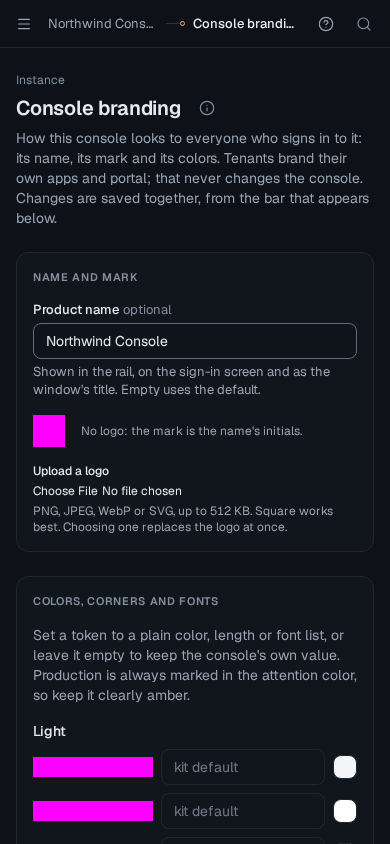 Northwind Cons...
Console brandi...
Instance
Console branding
How this console looks to everyone who signs in to it:
its name, its mark and its colors. Tenants brand their
own apps and portal; that never changes the console.
Changes are saved together, from the bar that appears
below.
NAME AND MARK
Product name optional
Northwind Console
Shown in the rail, on the sign-in screen and as the
window's title. Empty uses the default.
No logo: the mark is the name's initials.
Upload a logo
Choose File No file chosen
PNG, JPEG, WebP or SVG, up to 512 KB. Square works
best. Choosing one replaces the logo at once.
COLORS, CORNERS AND FONTS
Set a token to a plain color, length or font list, or
leave it empty to keep the console's own value.
Production is always marked in the attention color,
so keep it clearly amber.
Light
kit default
kit default